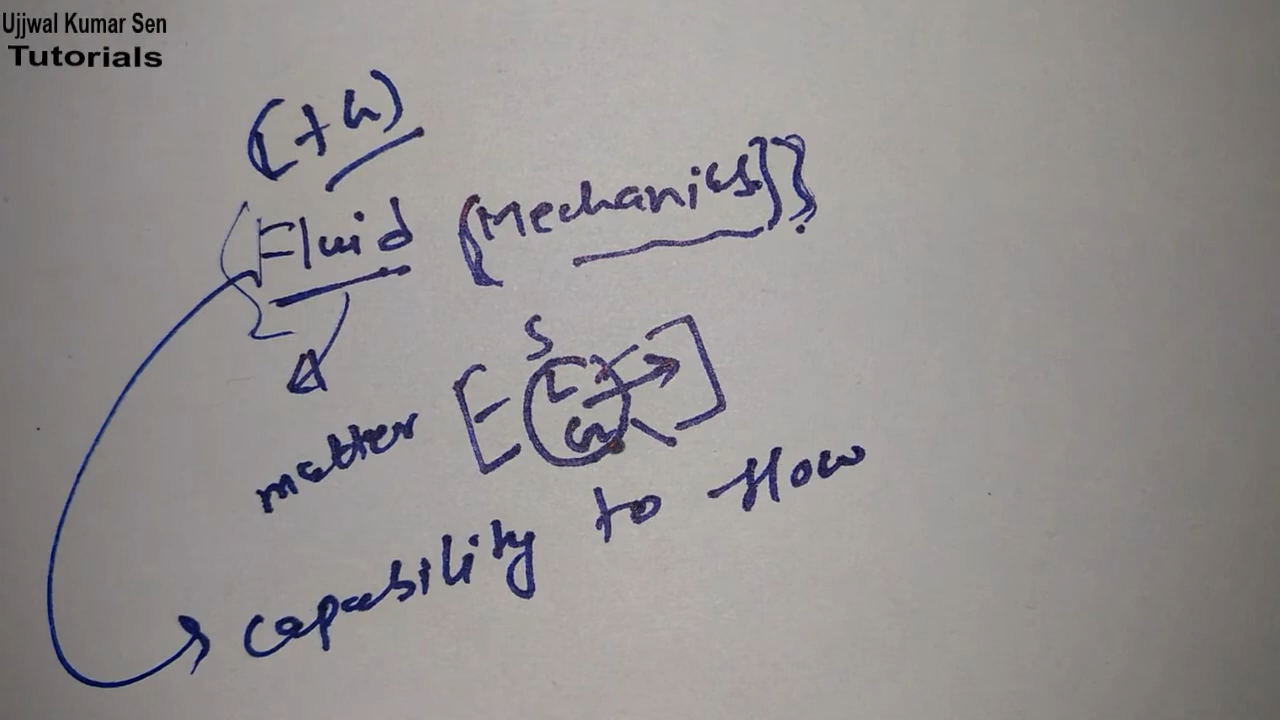 Ujjwal Kumar Sen
Tutorials
(L+G)
Fluid {Mechanics}}
S
L
G
matter
capability to flow